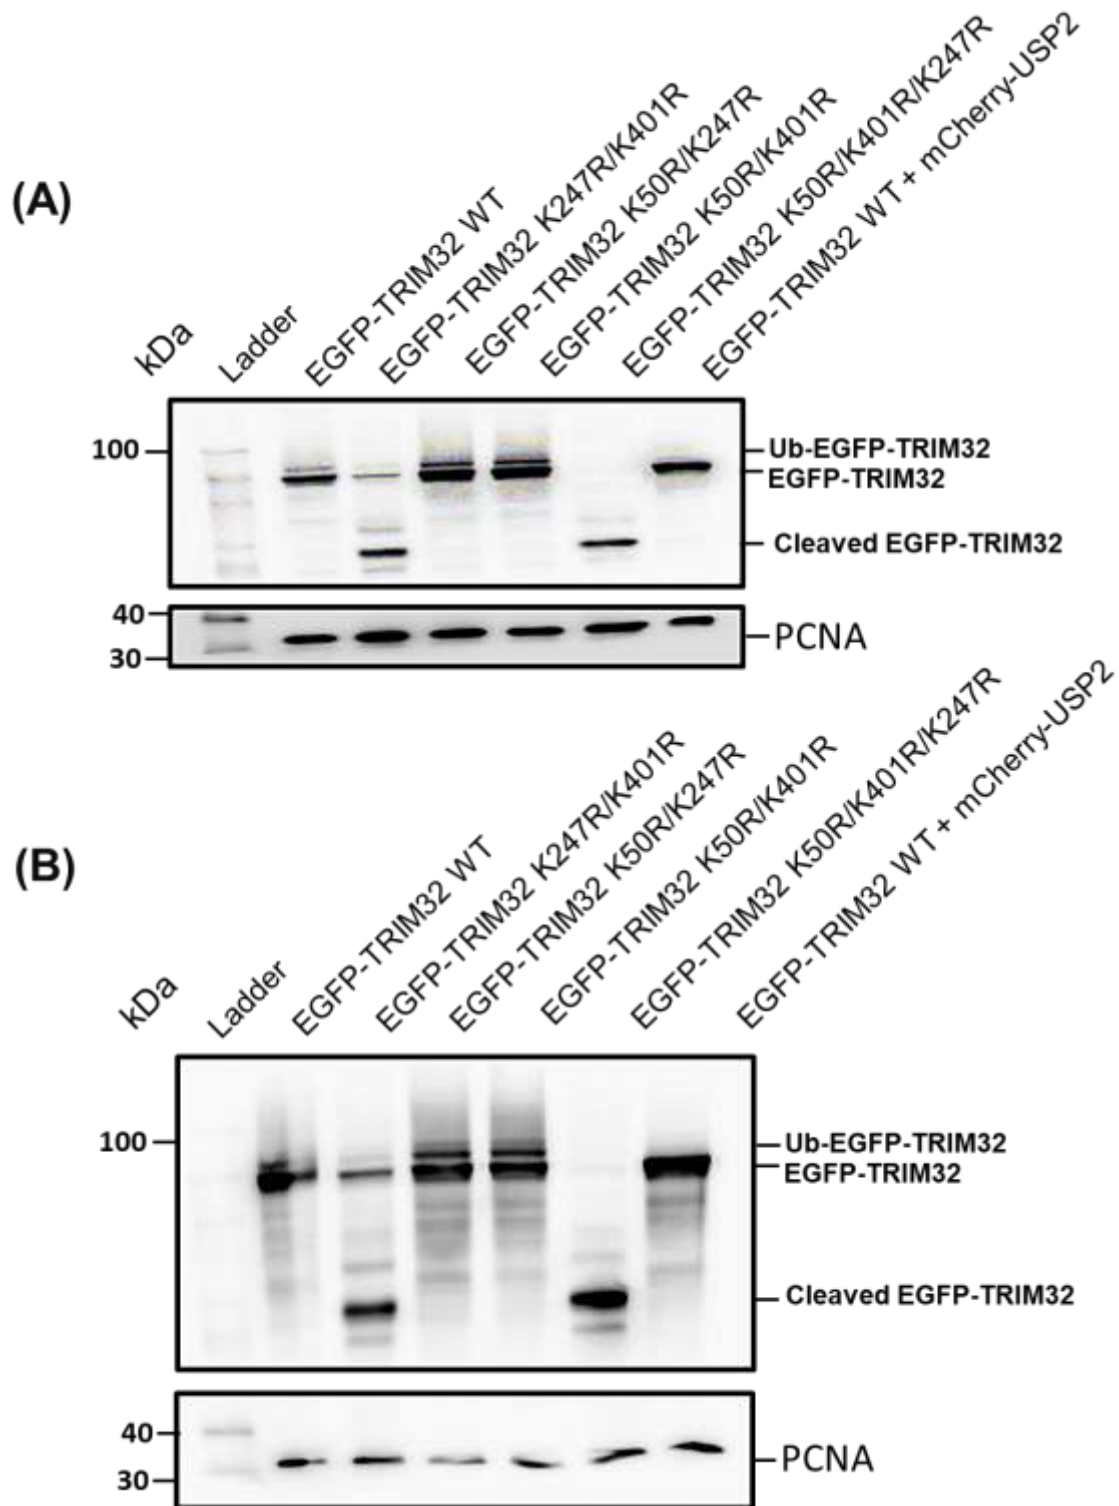 (A)
kDa
Ladder
EGFP-TRIM32 WT
EGFP-TRIM32 K247R/K401R
EGFP-TRIM32 K50R/K247R
EGFP-TRIM32 K50R/K401R
EGFP-TRIM32 K50R/K401R/K247R
EGFP-TRIM32 WT + mCherry-USP2
100
Ub-EGFP-TRIM32
EGFP-TRIM32
Cleaved EGFP-TRIM32
40
30
PCNA
(B)
kDa
Ladder
EGFP-TRIM32 WT
EGFP-TRIM32 K247R/K401R
EGFP-TRIM32 K50R/K247R
EGFP-TRIM32 K50R/K401R
EGFP-TRIM32 K50R/K401R/K247R
EGFP-TRIM32 WT + mCherry-USP2
100
Ub-EGFP-TRIM32
EGFP-TRIM32
Cleaved EGFP-TRIM32
40
30
PCNA